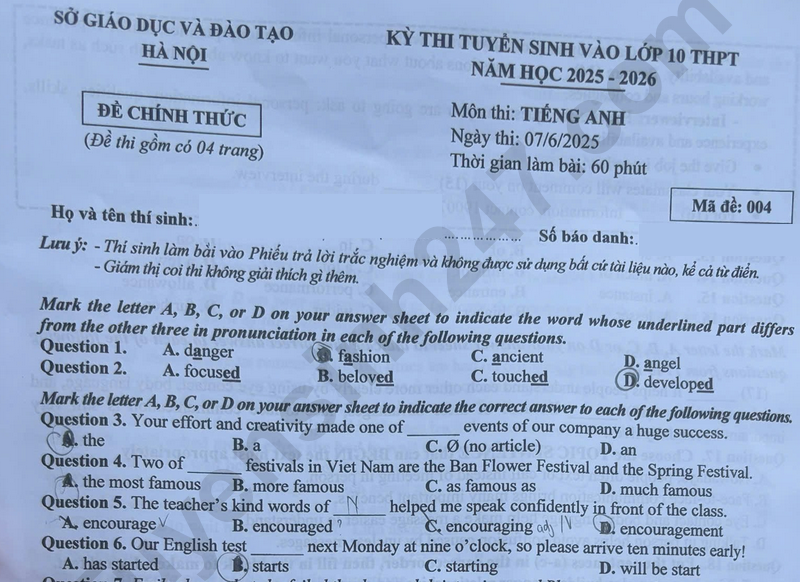 SỞ GIÁO DỤC VÀ ĐÀO TẠO
HÀ NỘI
KỲ THI TUYỂN SINH VÀO LỚP 10 THPT
NĂM HỌC 2025 - 2026
ĐỀ CHÍNH THỨC
(Đề thi gồm có 04 trang)
Môn thi: TIẾNG ANH
Ngày thi: 07/6/2025
Thời gian làm bài: 60 phút
Mã đề: 004
Họ và tên thí sinh:
Số báo danh:
Lưu ý: - Thí sinh làm bài vào Phiếu trả lời trắc nghiệm và không được sử dụng bất cứ tài liệu nào, kể cả từ điển.
- Giám thị coi thi không giải thích gì thêm.
Mark the letter A, B, C, or D on your answer sheet to indicate the word whose underlined part differs
from the other three in pronunciation in each of the following questions.
Question 1. A. danger B. fashion C. ancient D. angel
Question 2. A. focused B. beloved C. touched D. developed
Mark the letter A, B, C, or D on your answer sheet to indicate the correct answer to each of the following questions.
Question 3. Your effort and creativity made one of ______ events of our company a huge success.
A. the B. a C. Ø (no article) D. an
Question 4. Two of ______ festivals in Viet Nam are the Ban Flower Festival and the Spring Festival.
A. the most famous B. more famous C. as famous as D. much famous
Question 5. The teacher's kind words of ___N___ helped me speak confidently in front of the class.
A. encourage V B. encouraged C. encouraging adj N D. encouragement
Question 6. Our English test ______ next Monday at nine o'clock, so please arrive ten minutes early!
A. has started B. starts C. starting D. will be start
tuyensinh247.com